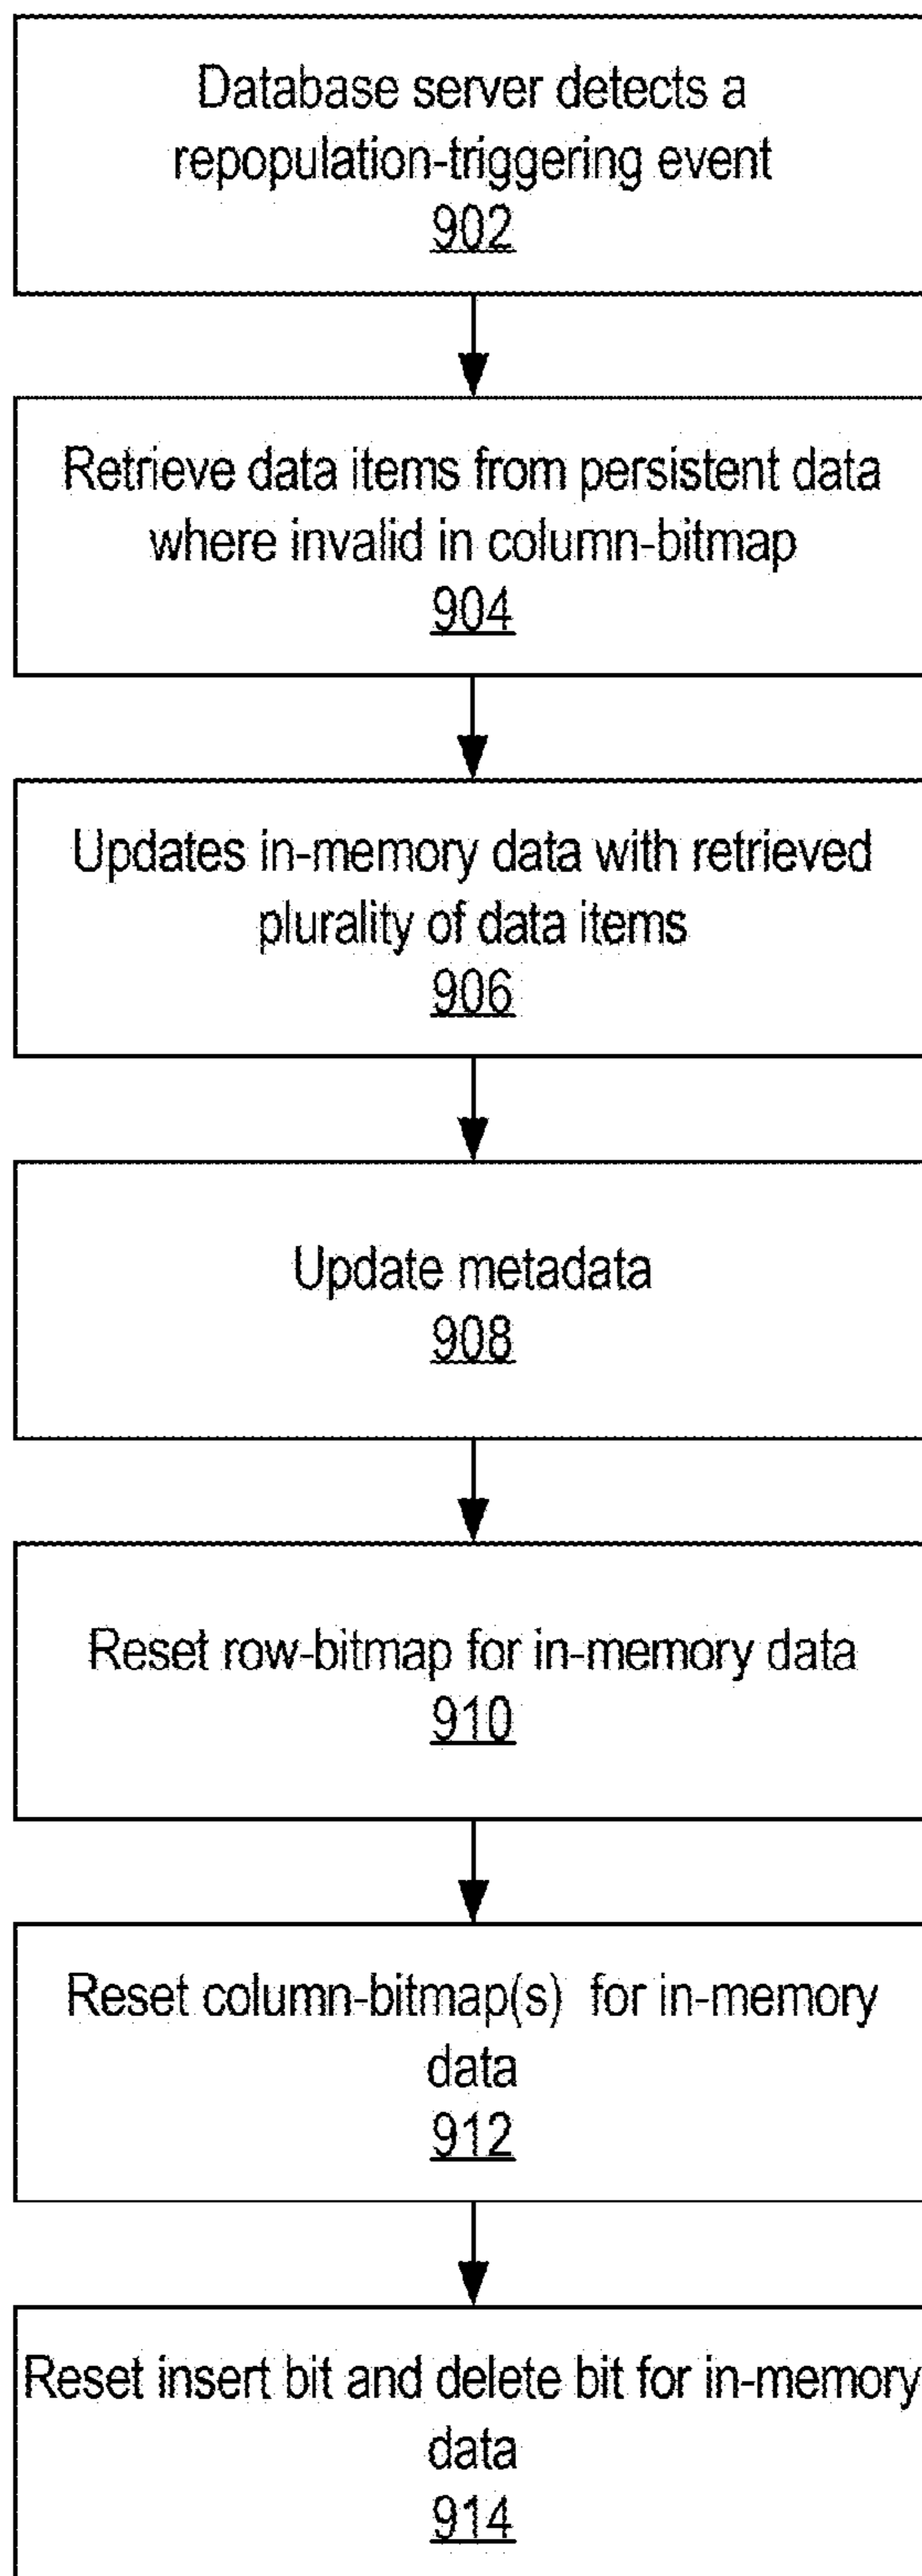 Database server detects a
repopulation-triggering event
902
Retrieve data items from persistent data
where invalid in column-bitmap
904
Updates in-memory data with retrieved
plurality of data items
906
Update metadata
908
Reset row-bitmap for in-memory data
910
Reset column-bitmap(s) for in-memory
data
912
Reset insert bit and delete bit for in-memory
data
914